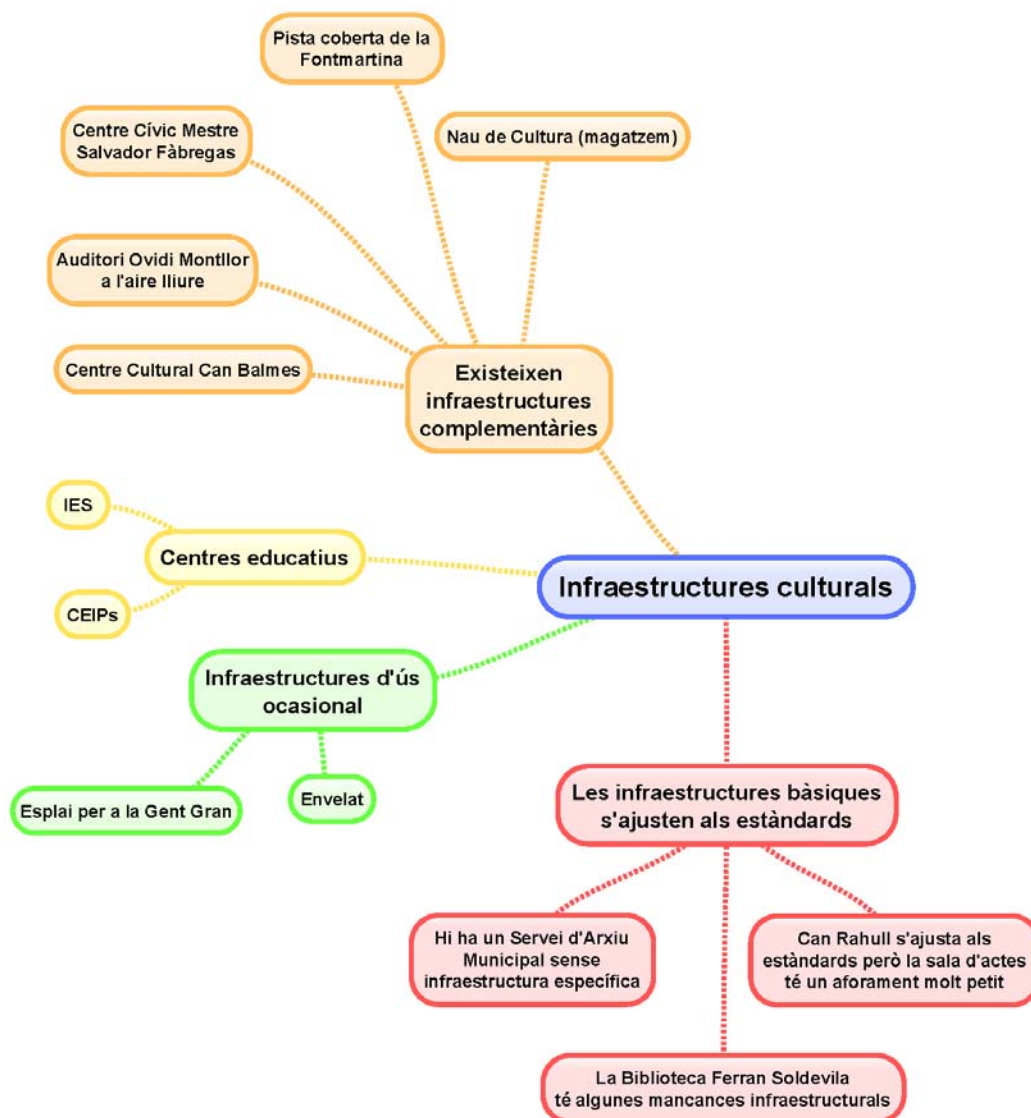 Pista coberta de la
Fontmartina
Centre Cívic Mestre
Salvador Fàbregas
Nau de Cultura (magatzem)
Auditori Ovidi Montllor
a l'aire lliure
Centre Cultural Can Balmes
Existeixen
infraestructures
complementàries
IES
Centres educatius
CEIPs
Infraestructures culturals
Infraestructures d'ús
ocasional
Esplai per a la Gent Gran
Envelat
Les infraestructures bàsiques
s'ajusten als estàndards
Hi ha un Servei d'Arxiu
Municipal sense
infraestructura específica
Can Rahull s'ajusta als
estàndards però la sala d'actes
té un aforament molt petit
La Biblioteca Ferran Soldevila
té algunes mancances infraestructurals